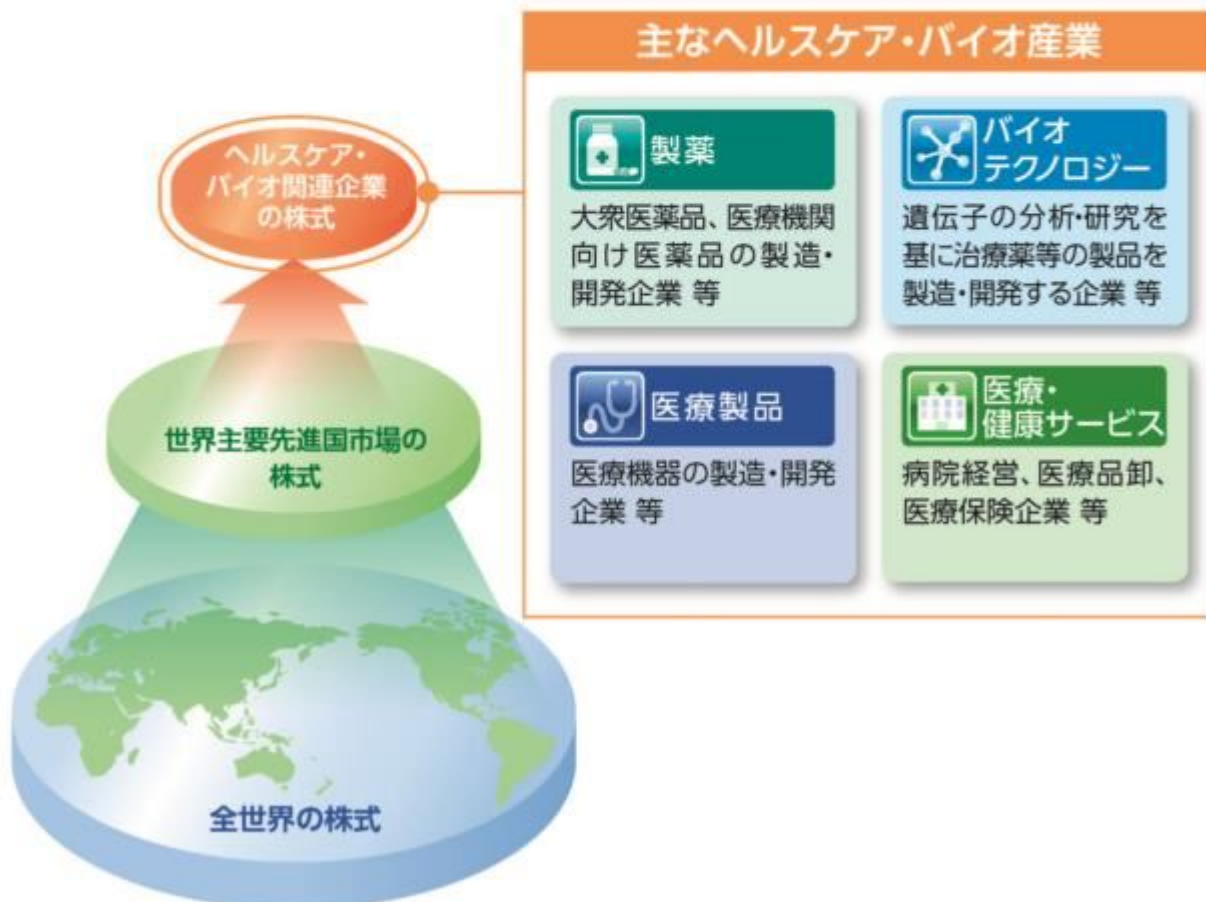 主なヘルスケア・バイオ産業
ヘルスケア・
バイオ関連企業
の株式
製薬
大衆医薬品、医療機関
向け医薬品の製造・
開発企業 等
バイオ
テクノロジー
遺伝子の分析・研究を
基に治療薬等の製品を
製造・開発する企業 等
医療製品
医療機器の製造・開発
企業 等
医療・
健康サービス
病院経営、医療品卸、
医療保険企業 等
世界主要先進国市場の
株式
全世界の株式